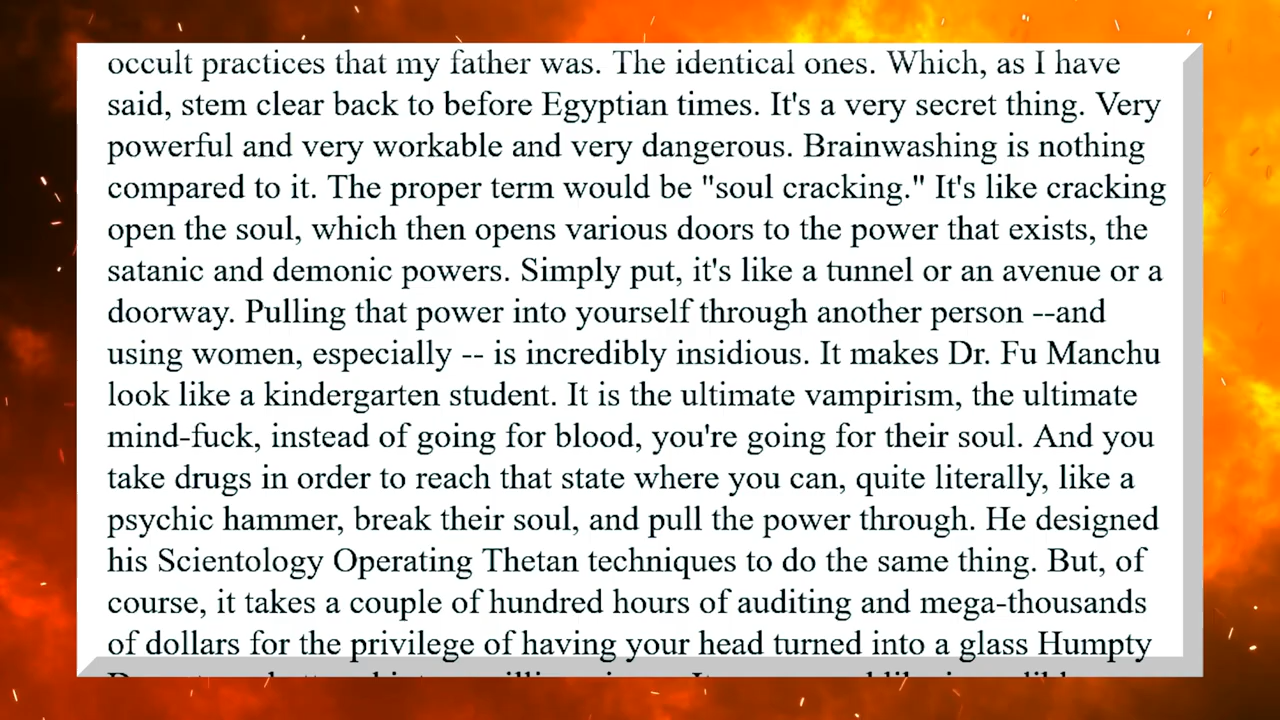 occult practices that my father was. The identical ones. Which, as I have
said, stem clear back to before Egyptian times. It's a very secret thing. Very
powerful and very workable and very dangerous. Brainwashing is nothing
compared to it. The proper term would be "soul cracking." It's like cracking
open the soul, which then opens various doors to the power that exists, the
satanic and demonic powers. Simply put, it's like a tunnel or an avenue or a
doorway. Pulling that power into yourself through another person --and
using women, especially -- is incredibly insidious. It makes Dr. Fu Manchu
look like a kindergarten student. It is the ultimate vampirism, the ultimate
mind-fuck, instead of going for blood, you're going for their soul. And you
take drugs in order to reach that state where you can, quite literally, like a
psychic hammer, break their soul, and pull the power through. He designed
his Scientology Operating Thetan techniques to do the same thing. But, of
course, it takes a couple of hundred hours of auditing and mega-thousands
of dollars for the privilege of having your head turned into a glass Humpty